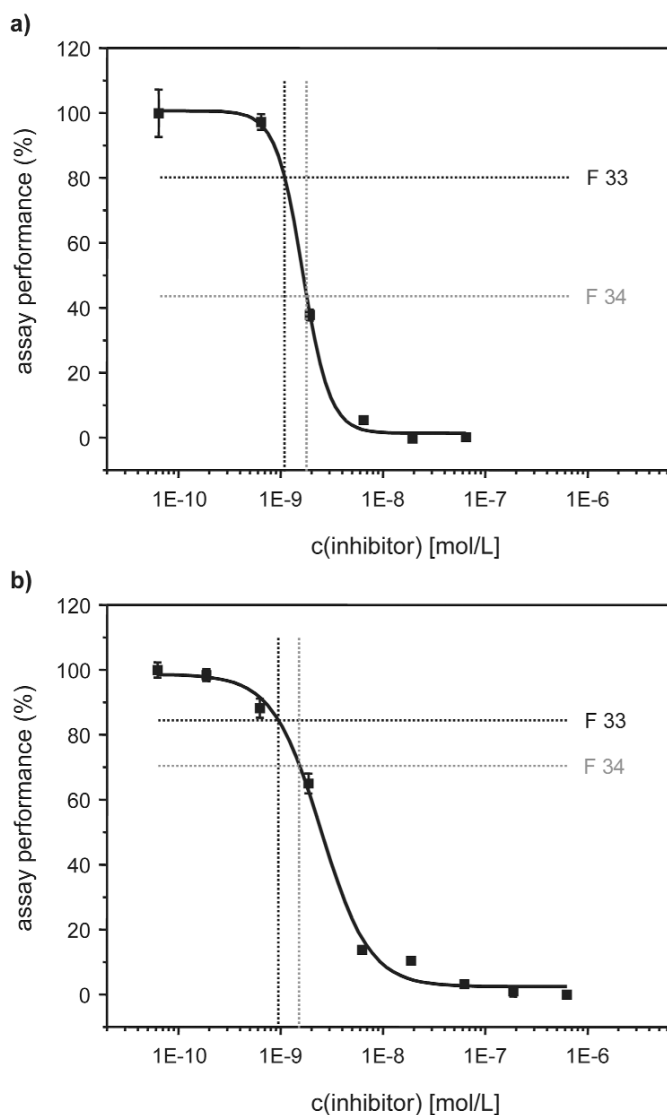 a)
120
100
80
60
40
20
0
assay performance (%)
F 33
F 34
1E-10 1E-9 1E-8 1E-7 1E-6
c(inhibitor) [mol/L]
b)
120
100
80
60
40
20
0
assay performance (%)
F 33
F 34
1E-10 1E-9 1E-8 1E-7 1E-6
c(inhibitor) [mol/L]